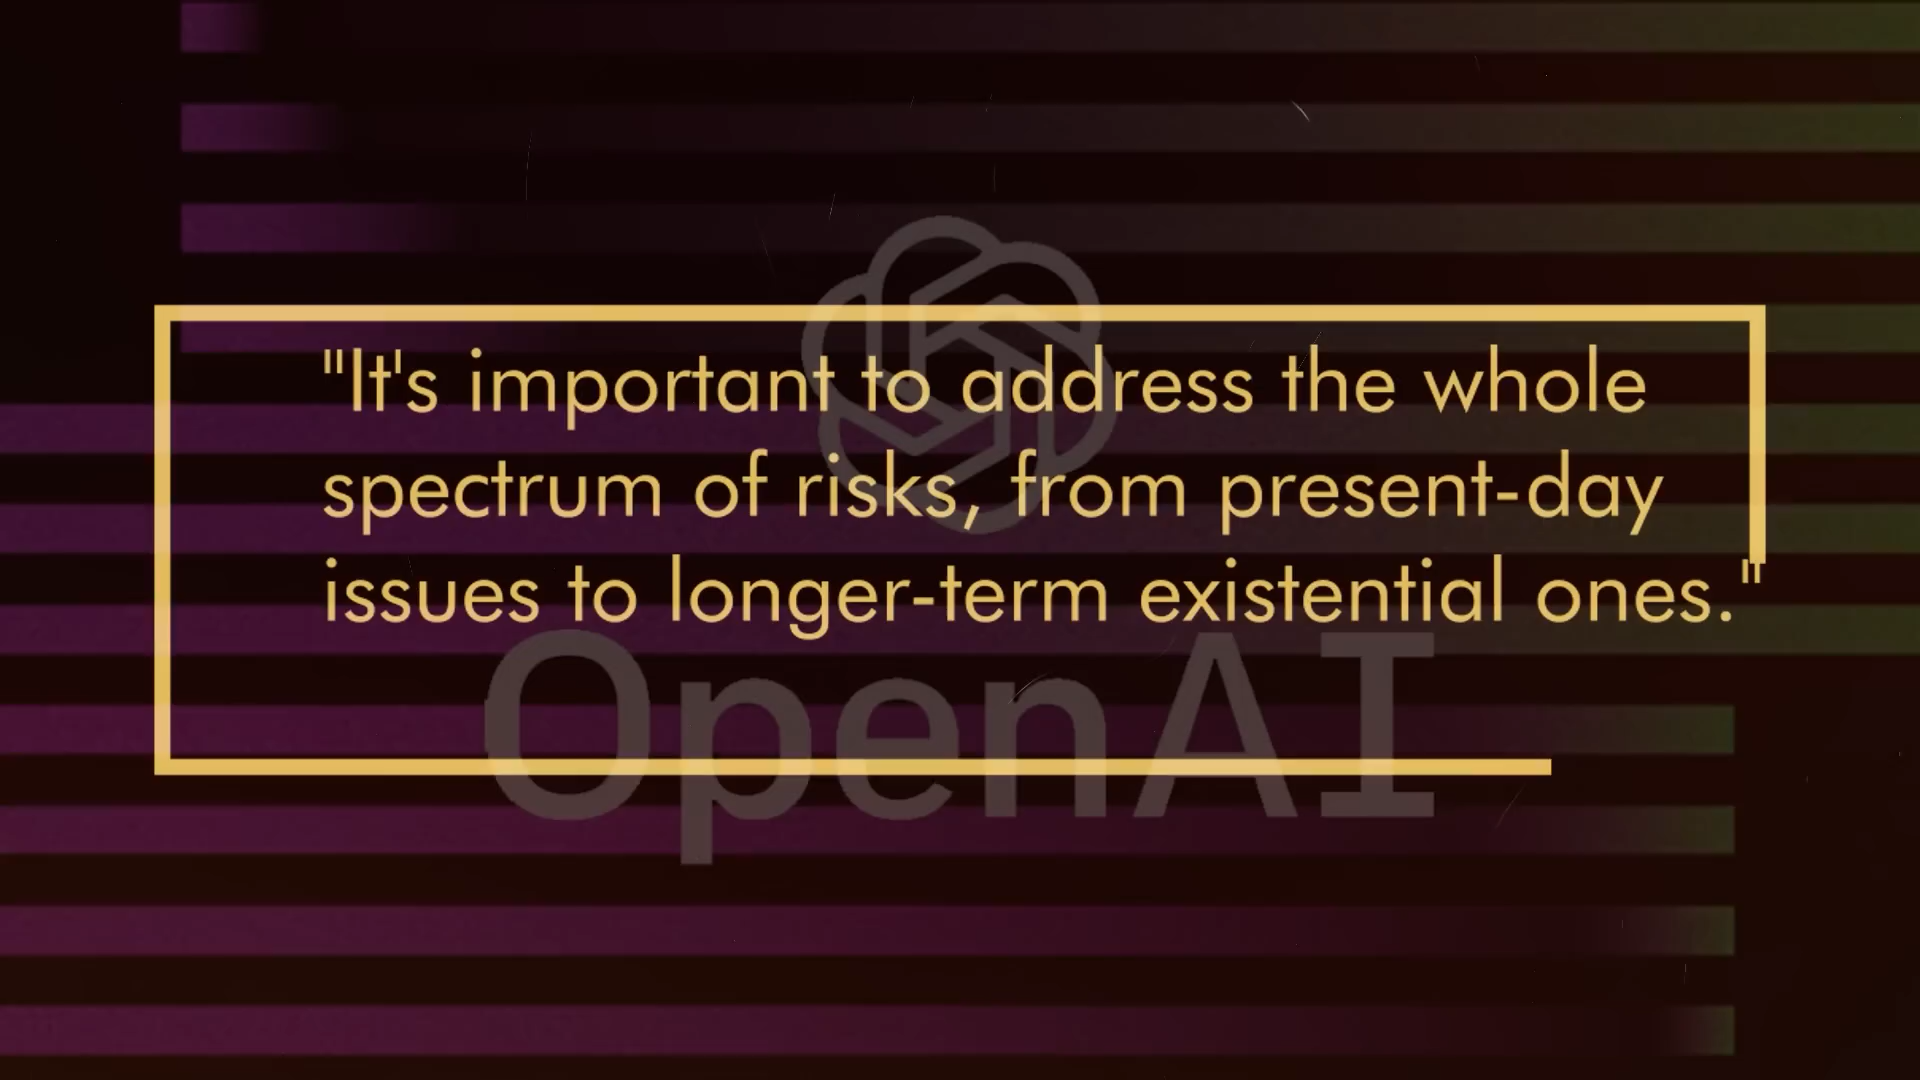 "It's important to address the whole
spectrum of risks, from present-day
issues to longer-term existential ones."
OpenAI